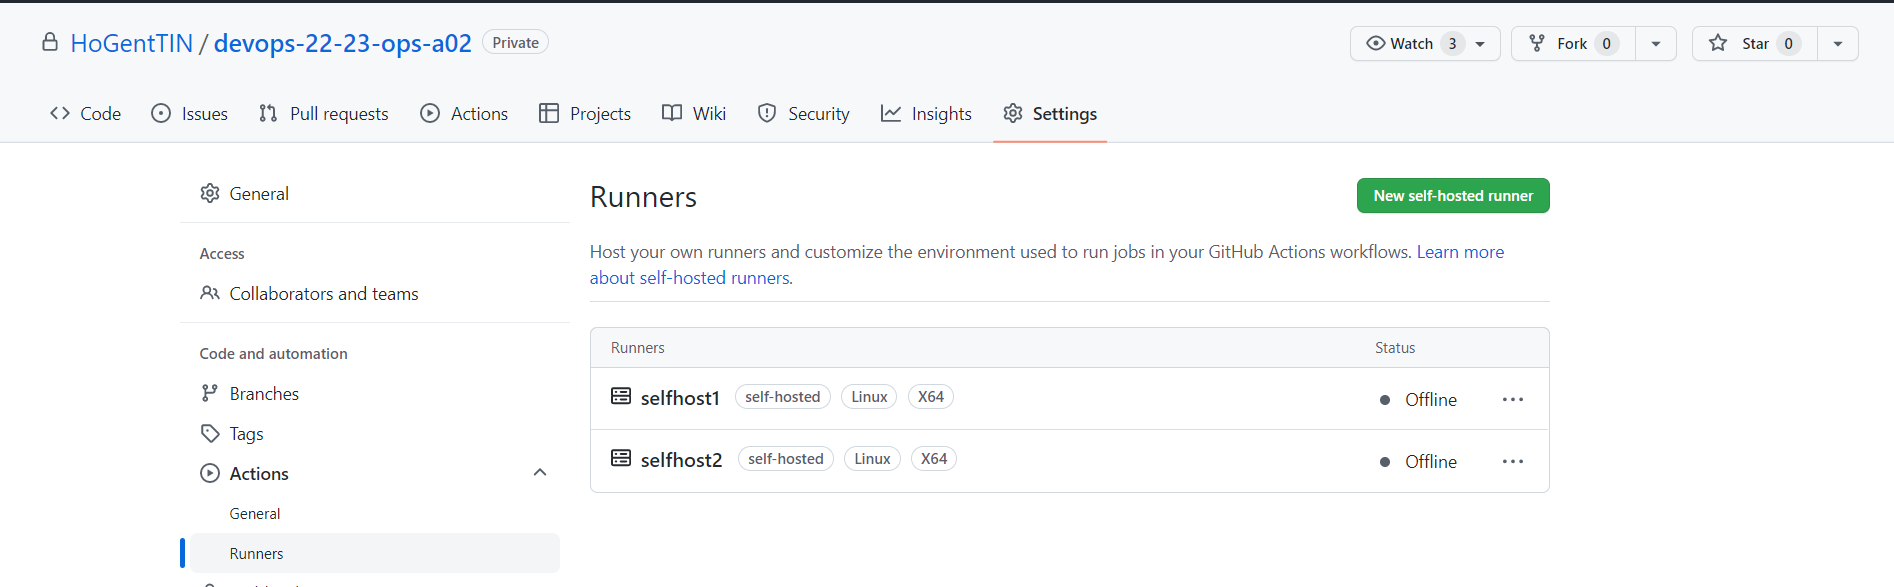 HoGentTIN / devops-22-23-ops-a02 Private
Watch 3 Fork 0 Star 0
Code Issues Pull requests Actions Projects Wiki Security Insights Settings
General
Access
Collaborators and teams
Code and automation
Branches
Tags
Actions
General
Runners
Runners
New self-hosted runner
Host your own runners and customize the environment used to run jobs in your GitHub Actions workflows. Learn more
about self-hosted runners.
Runners Status
selfhost1 self-hosted Linux X64 Offline
selfhost2 self-hosted Linux X64 Offline